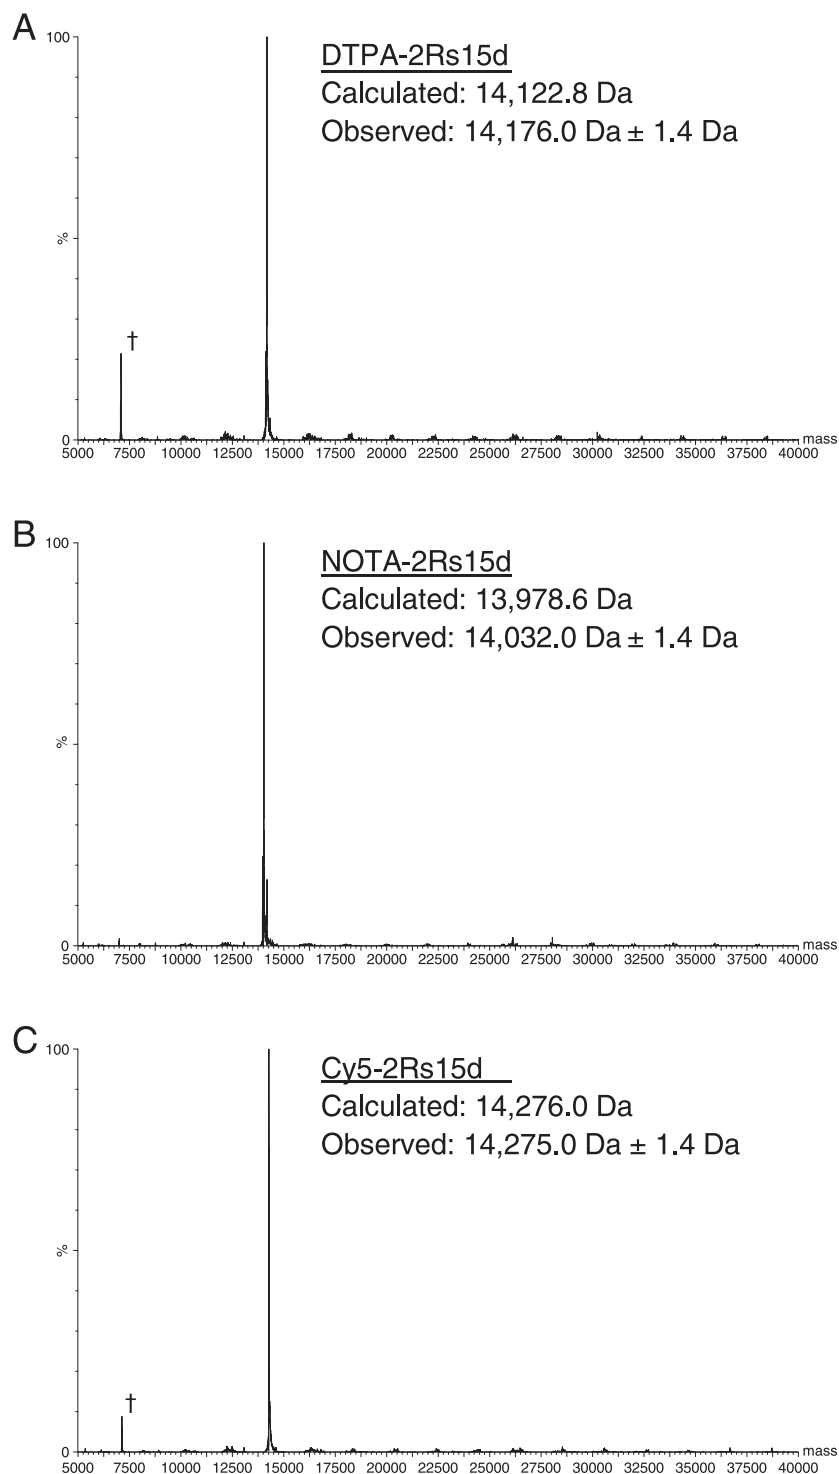 A
100
DTPA-2Rs15d
Calculated: 14,122.8 Da
Observed: 14,176.0 Da ± 1.4 Da
%
†
0
mass
5000 7500 10000 12500 15000 17500 20000 22500 25000 27500 30000 32500 35000 37500 40000
B
100
NOTA-2Rs15d
Calculated: 13,978.6 Da
Observed: 14,032.0 Da ± 1.4 Da
%
0
mass
5000 7500 10000 12500 15000 17500 20000 22500 25000 27500 30000 32500 35000 37500 40000
C
100
Cy5-2Rs15d
Calculated: 14,276.0 Da
Observed: 14,275.0 Da ± 1.4 Da
%
†
0
mass
5000 7500 10000 12500 15000 17500 20000 22500 25000 27500 30000 32500 35000 37500 40000